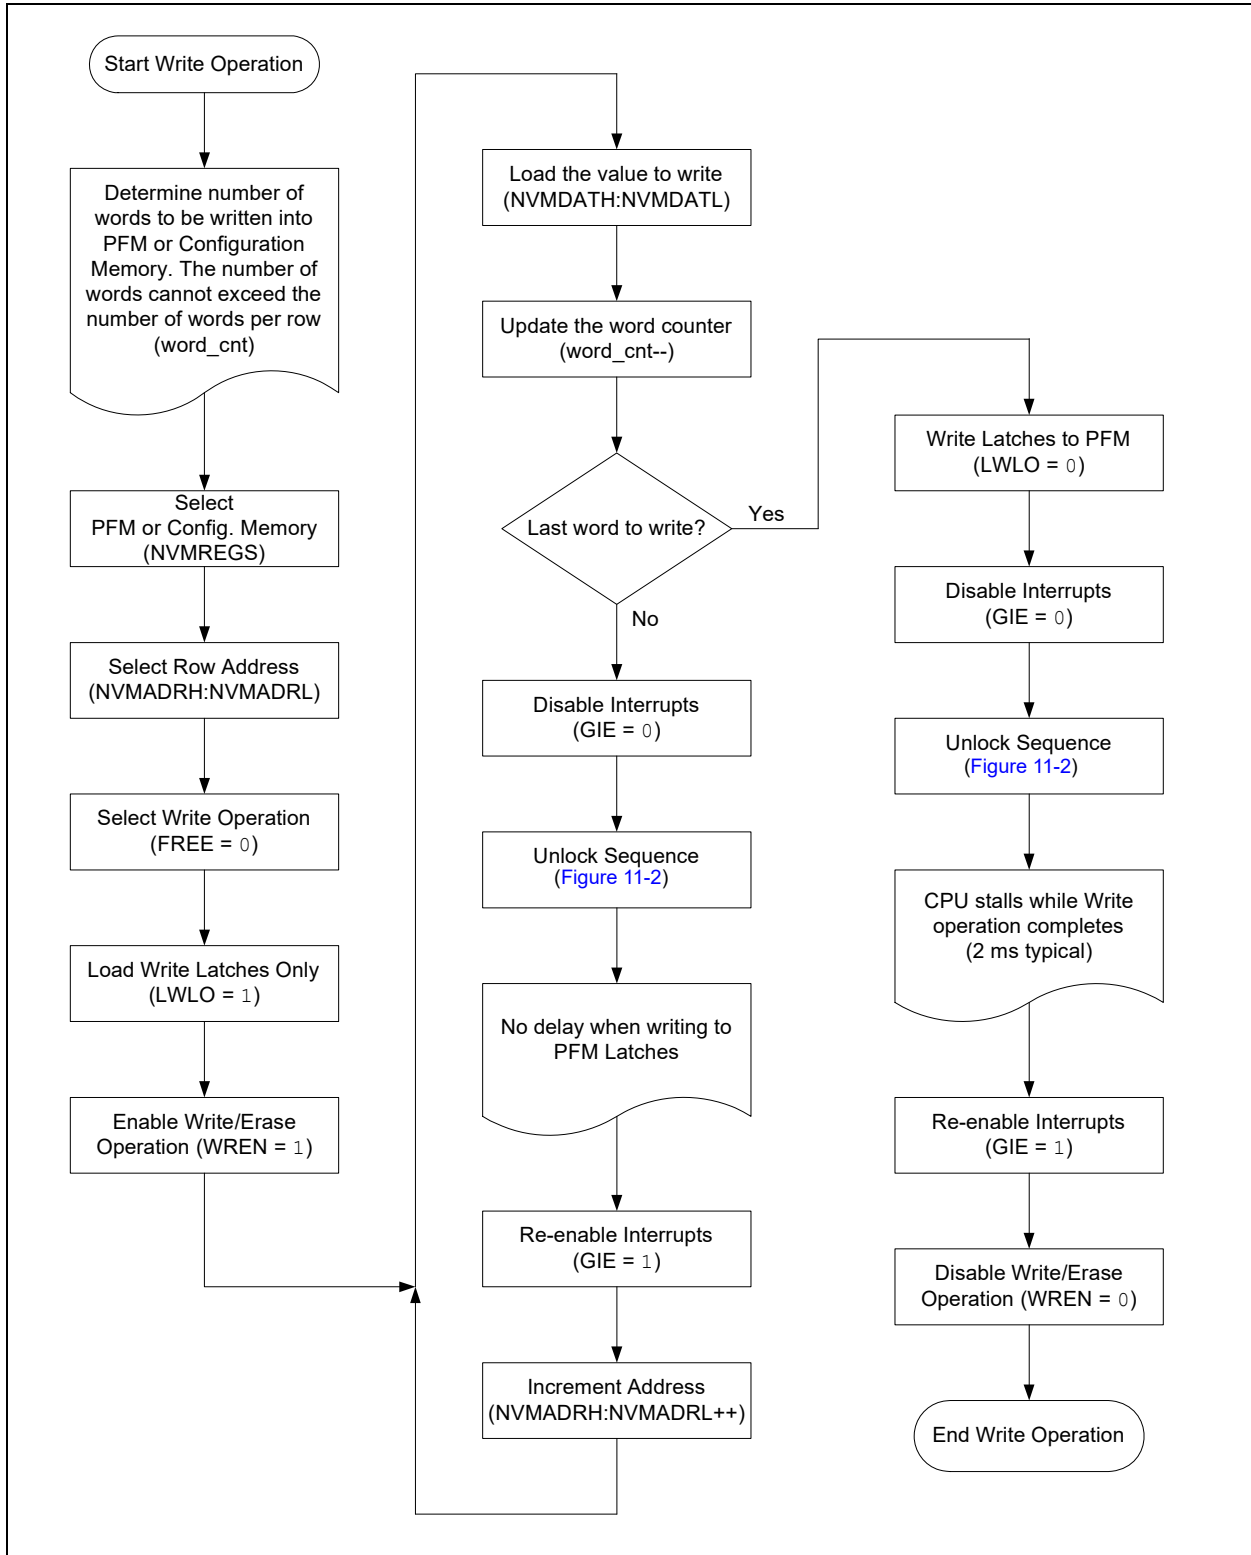 Start Write Operation
Determine number of
words to be written into
PFM or Configuration
Memory. The number of
words cannot exceed the
number of words per row
(word_cnt)
Select
PFM or Config. Memory
(NVMREGS)
Select Row Address
(NVMADRH:NVMADRL)
Select Write Operation
(FREE = 0)
Load Write Latches Only
(LWLO = 1)
Enable Write/Erase
Operation (WREN = 1)
Load the value to write
(NVMDATH:NVMDATL)
Update the word counter
(word_cnt--)
Last word to write?
Yes
No
Disable Interrupts
(GIE = 0)
Unlock Sequence
(Figure 11-2)
No delay when writing to
PFM Latches
Re-enable Interrupts
(GIE = 1)
Increment Address
(NVMADRH:NVMADRL++)
Write Latches to PFM
(LWLO = 0)
Disable Interrupts
(GIE = 0)
Unlock Sequence
(Figure 11-2)
CPU stalls while Write
operation completes
(2 ms typical)
Re-enable Interrupts
(GIE = 1)
Disable Write/Erase
Operation (WREN = 0)
End Write Operation